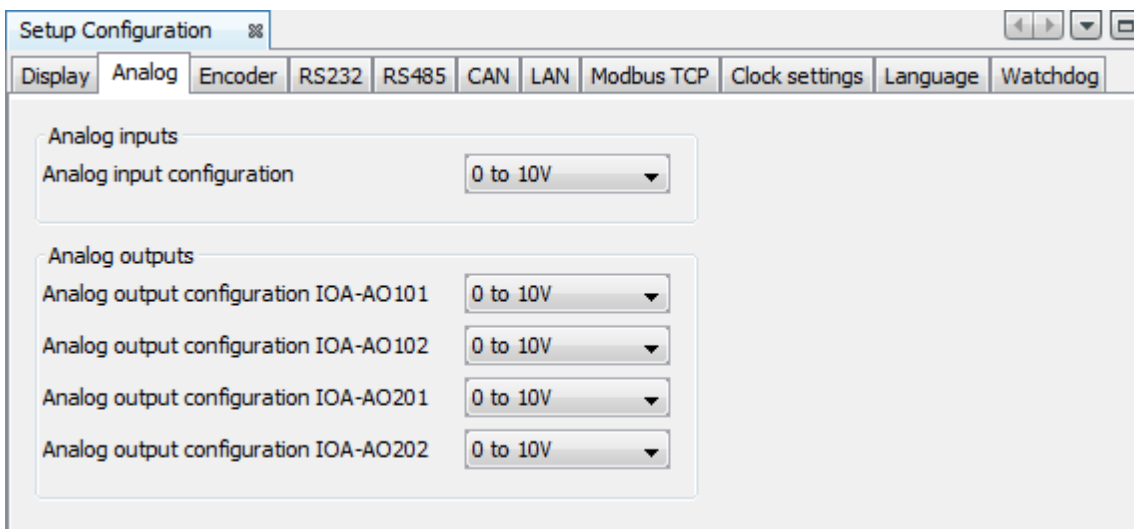 Setup Configuration
Display Analog Encoder RS232 RS485 CAN LAN Modbus TCP Clock settings Language Watchdog
Analog inputs
Analog input configuration 0 to 10V
Analog outputs
Analog output configuration IOA-AO101 0 to 10V
Analog output configuration IOA-AO102 0 to 10V
Analog output configuration IOA-AO201 0 to 10V
Analog output configuration IOA-AO202 0 to 10V